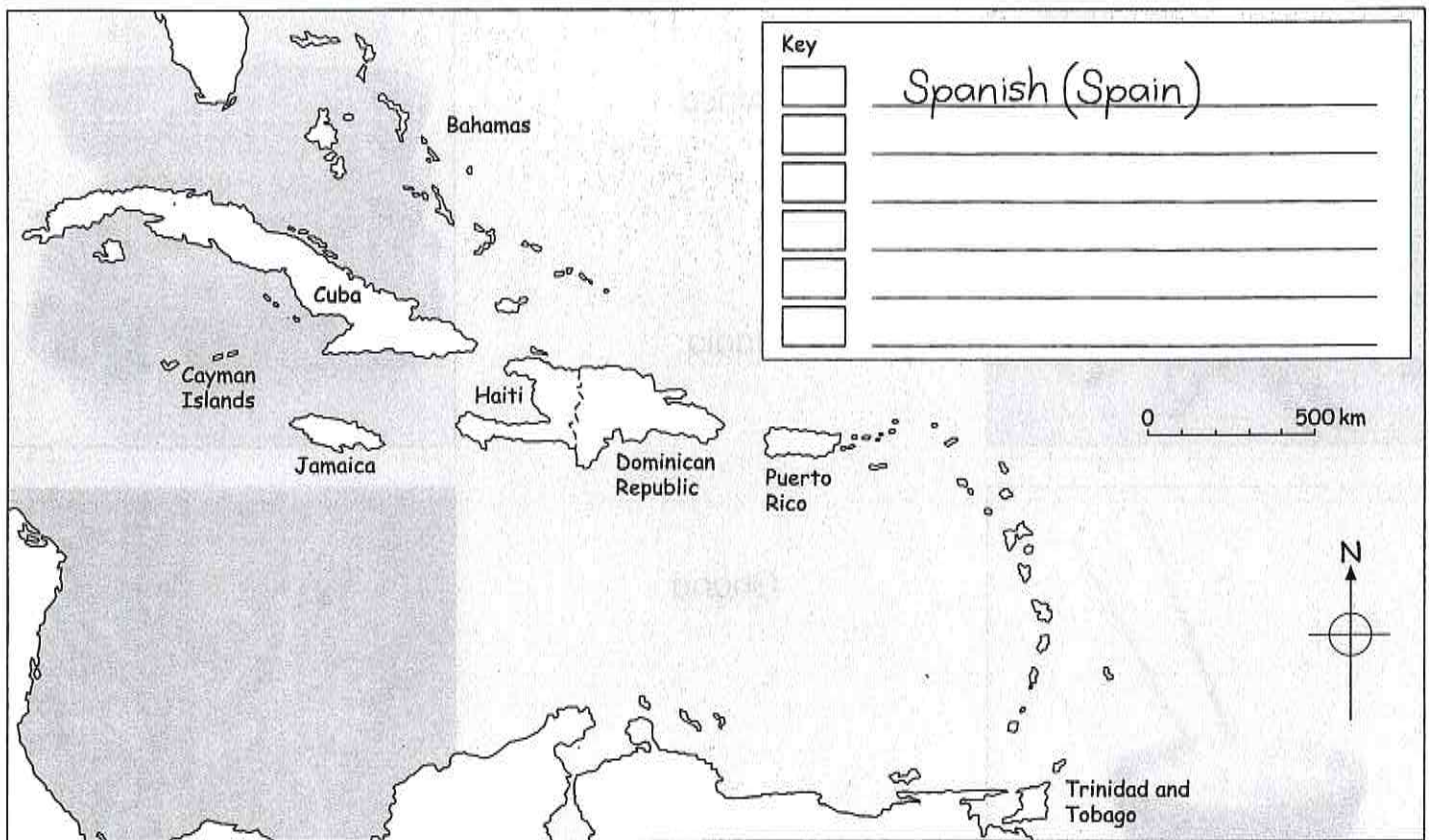 Key
Spanish (Spain)
Bahamas
Cuba
Cayman
Islands
Haiti
Jamaica
Dominican
Republic
Puerto
Rico
0 500 km
N
Trinidad and
Tobago